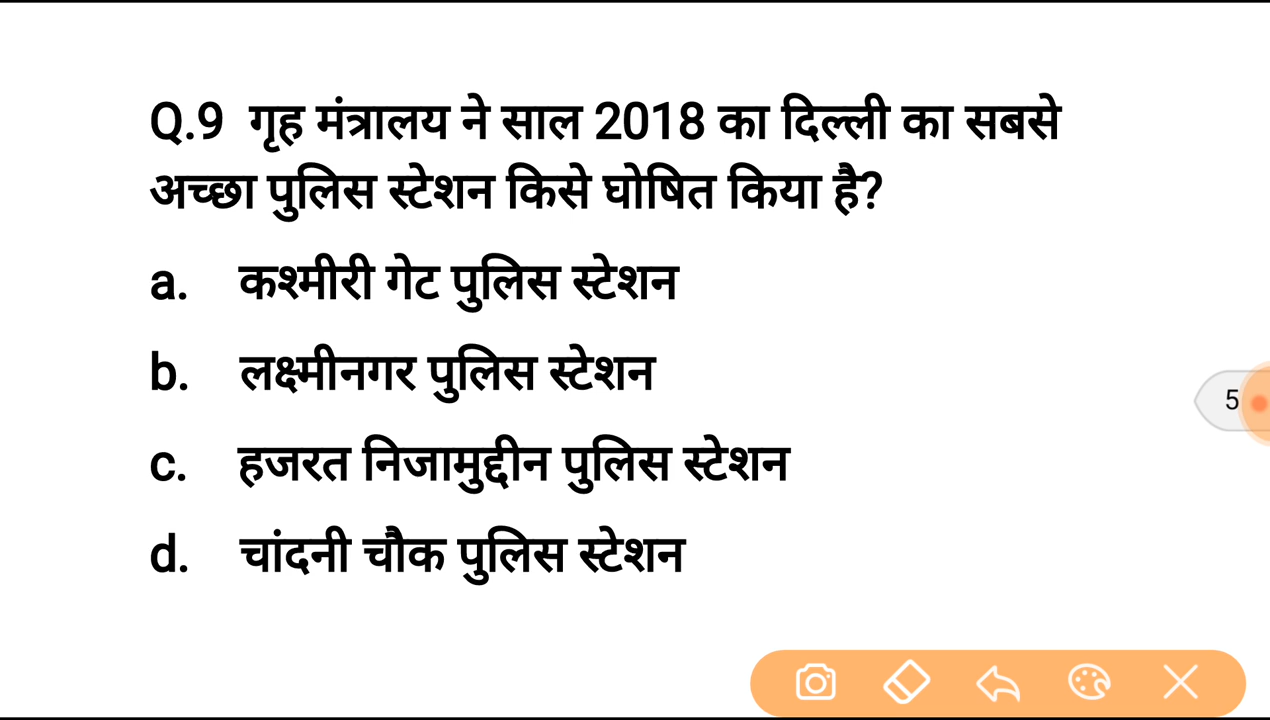 Q.9 गृह मंत्रालय ने साल 2018 का दिल्ली का सबसे
अच्छा पुलिस स्टेशन किसे घोषित किया है?
a. कश्मीरी गेट पुलिस स्टेशन
b. लक्ष्मीनगर पुलिस स्टेशन
5
c. हजरत निजामुद्दीन पुलिस स्टेशन
d. चांदनी चौक पुलिस स्टेशन